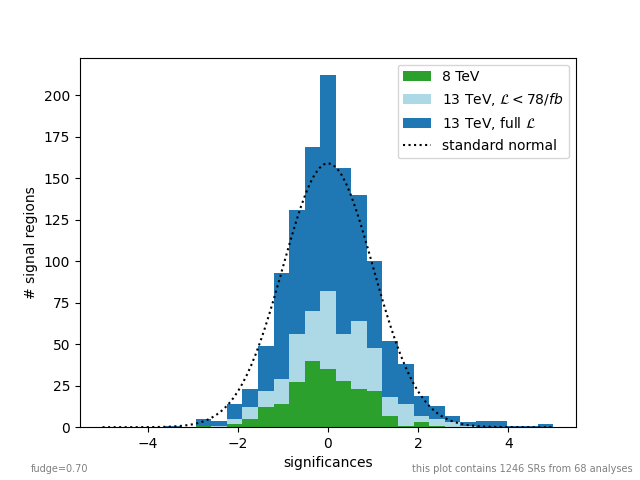 8 TeV
13 TeV, ℒ < 78/fb
13 TeV, full ℒ
standard normal
200
175
150
125
100
75
50
25
0
# signal regions
−4 −2 0 2 4
significances
fudge=0.70 this plot contains 1246 SRs from 68 analyses